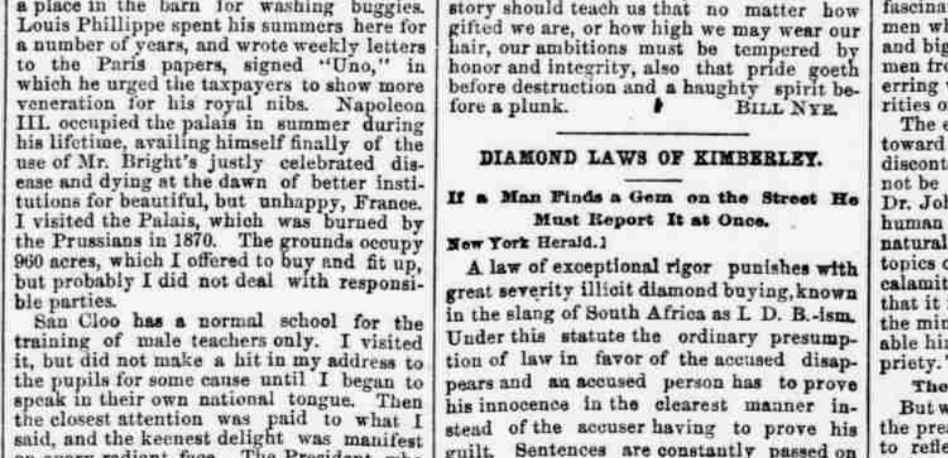 a place in the barn for washing buggies.
Louis Phillippe spent his summers here for
a number of years, and wrote weekly letters
to the Paris papers, signed "Uno," in
which he urged the taxpayers to show more
veneration for his royal nibs. Napoleon
III. occupied the palais in summer during
his lifetime, availing himself finally of the
use of Mr. Bright's justly celebrated dis-
ease and dying at the dawn of better insti-
tutions for beautiful, but unhappy, France.
I visited the Palais, which was burned by
the Prussians in 1870. The grounds occupy
960 acres, which I offered to buy and fit up,
but probably I did not deal with responsi-
ble parties.
San Cloo has a normal school for the
training of male teachers only. I visited
it, but did not make a hit in my address to
the pupils for some cause until I began to
speak in their own national tongue. Then
the closest attention was paid to what I
said, and the keenest delight was manifest
on every radiant face. The President who
story should teach us that no matter how
gifted we are, or how high we may wear our
hair, our ambitions must be tempered by
honor and integrity, also that pride goeth
before destruction and a haughty spirit be-
fore a plunk. BILL NYE.
DIAMOND LAWS OF KIMBERLEY.
If a Man Finds a Gem on the Street He
Must Report It at Once.
New York Herald.]
A law of exceptional rigor punishes with
great severity illicit diamond buying, known
in the slang of South Africa as I. D. B.-ism.
Under this statute the ordinary presump-
tion of law in favor of the accused disap-
pears and an accused person has to prove
his innocence in the clearest manner in-
stead of the accuser having to prove his
guilt. Sentences are constantly passed on
fascina
men w
and big
men fro
erring
rities o
The
toward
discont
not be
Dr. Joh
human
natural
topics o
calamit
that it
the min
able hi
priety.
The
But w
the pre
to refle